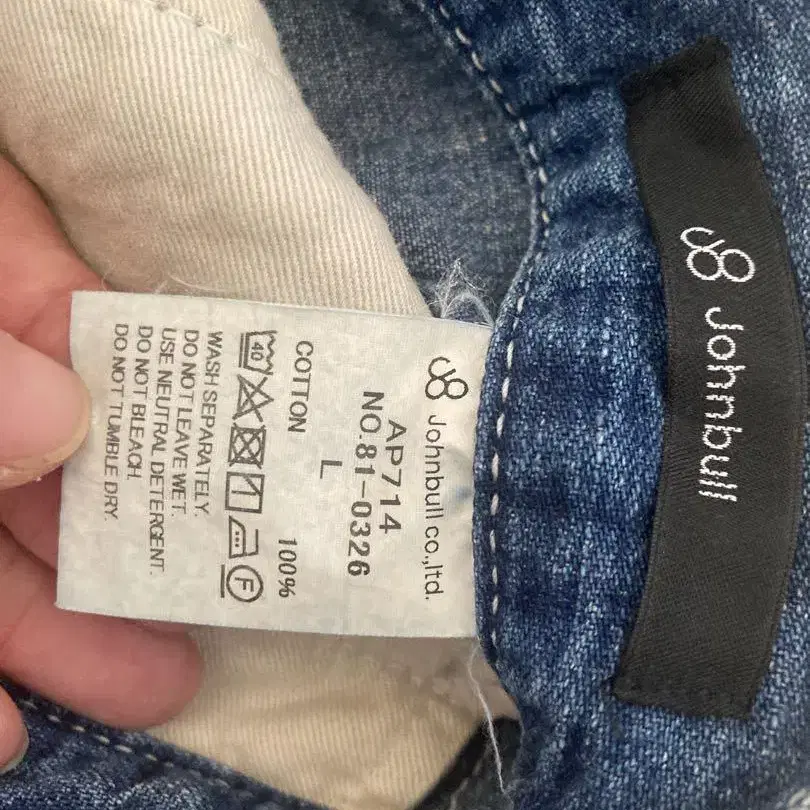 Johnbull
Johnbull co.,ltd.
AP714
NO.81-0326
L
COTTON 100%
40
F
WASH SEPARATELY.
DO NOT LEAVE WET.
USE NEUTRAL DETERGENT.
DO NOT BLEACH.
DO NOT TUMBLE DRY.